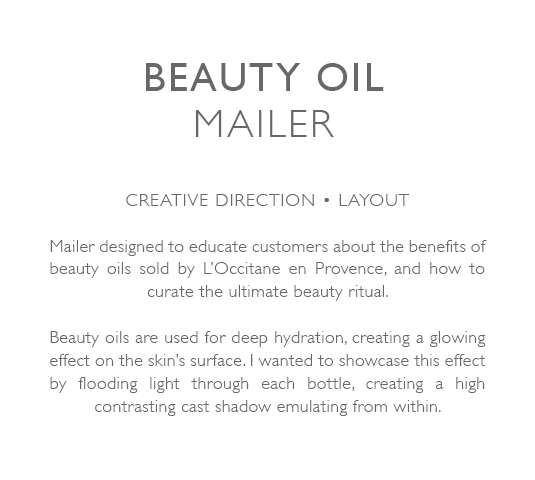 BEAUTY OIL
MAILER
CREATIVE DIRECTION • LAYOUT
Mailer designed to educate customers about the benefits of
beauty oils sold by L'Occitane en Provence, and how to
curate the ultimate beauty ritual.
Beauty oils are used for deep hydration, creating a glowing
effect on the skin's surface. I wanted to showcase this effect
by flooding light through each bottle, creating a high
contrasting cast shadow emulating from within.